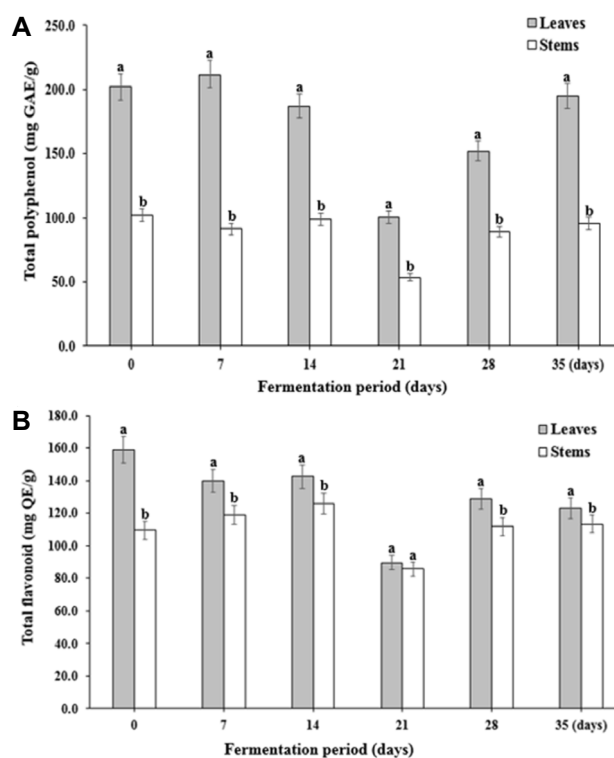 A
250.0
Leaves
Stems
200.0
150.0
100.0
50.0
0.0
Total polyphenol (mg GAE/g)
a b a b a b a b a b a b
0 7 14 21 28 35 (days)
Fermentation period (days)
B
180.0
Leaves
Stems
160.0
140.0
120.0
100.0
80.0
60.0
40.0
20.0
0.0
Total flavonoid (mg QE/g)
a b a b a b a a a b a b
0 7 14 21 28 35 (days)
Fermentation period (days)